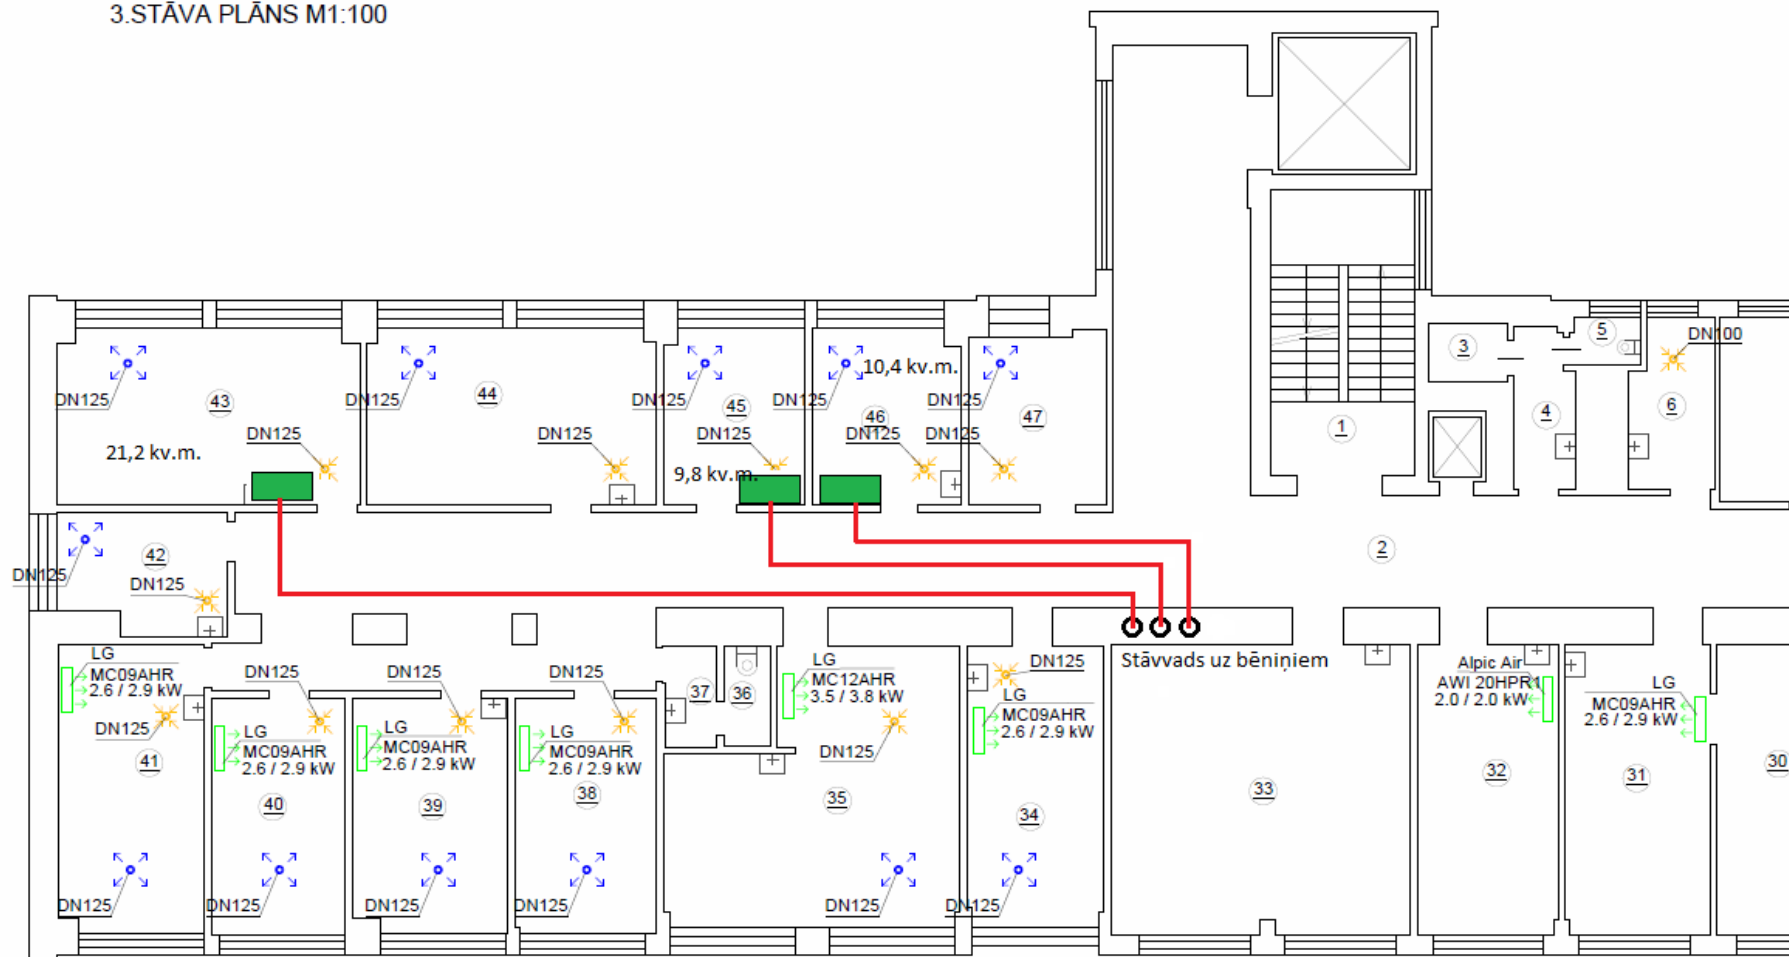 3.STĀVA PLĀNS M1:100
5
DN100
3
10,4 kv.m.
DN125
43
DN125
44
DN125
45
DN125
46
DN125
47
4
6
1
DN125
DN125
DN125
DN125
DN125
21,2 kv.m.
9,8 kv.m.
2
42
DN125
DN125
LG
MC09AHR
2.6 / 2.9 kW
DN125
41
DN125
DN125
LG
MC09AHR
2.6 / 2.9 kW
40
DN125
DN125
LG
MC09AHR
2.6 / 2.9 kW
39
DN125
DN125
LG
MC09AHR
2.6 / 2.9 kW
38
DN125
37
36
LG
MC12AHR
3.5 / 3.8 kW
DN125
35
DN125
DN125
LG
MC09AHR
2.6 / 2.9 kW
34
DN125
Stāvvads uz bēniņiem
33
Alpic Air
AWI 20HPR1
2.0 / 2.0 kW
32
LG
MC09AHR
2.6 / 2.9 kW
31
30